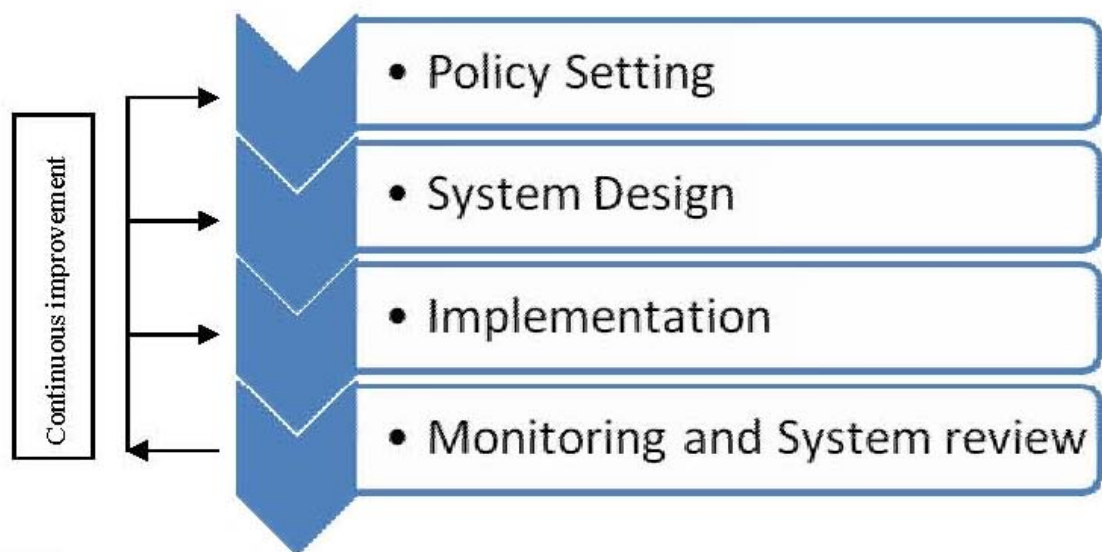 Continuous improvement
• Policy Setting
• System Design
• Implementation
• Monitoring and System review